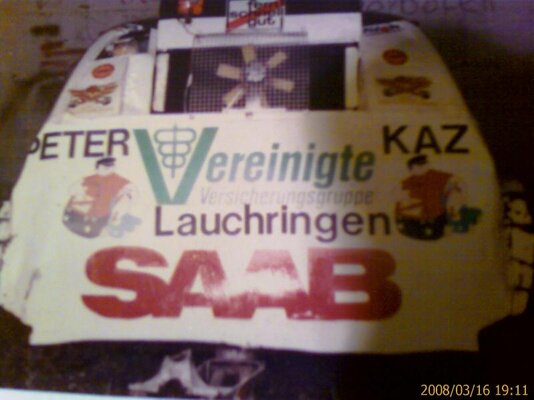 PETER
Vereinigte
KAZ
Versicherungsgruppe
Lauchringen
SAAB
2008/03/16 19:11